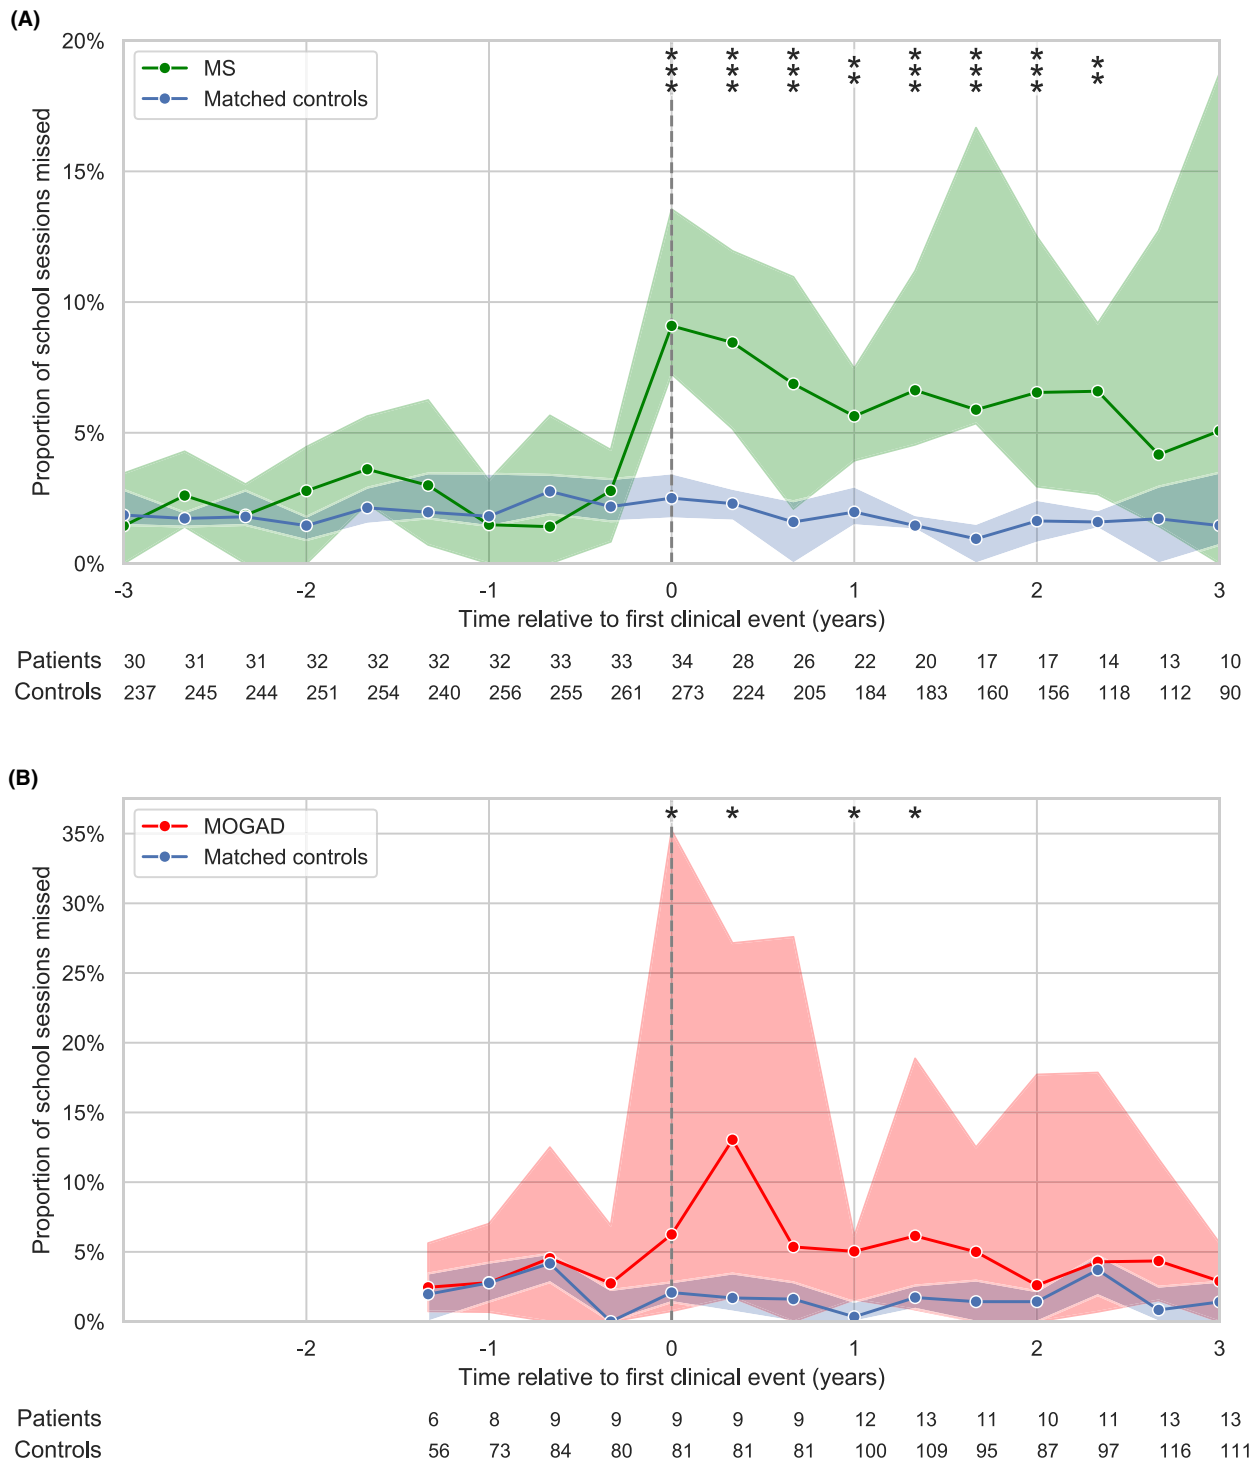 (A)
20%
15%
10%
5%
0%
Proportion of school sessions missed
MS
Matched controls
*** *** *** ** *** *** *** **
-3 -2 -1 0 1 2 3
Time relative to first clinical event (years)
Patients 30 31 31 32 32 32 32 33 33 34 28 26 22 20 17 17 14 13 10
Controls 237 245 244 251 254 240 256 255 261 273 224 205 184 183 160 156 118 112 90
(B)
35%
30%
25%
20%
15%
10%
5%
0%
Proportion of school sessions missed
MOGAD
Matched controls
* * * *
-2 -1 0 1 2 3
Time relative to first clinical event (years)
Patients 6 8 9 9 9 9 9 12 13 11 10 11 13 13
Controls 56 73 84 80 81 81 81 100 109 95 87 97 116 111